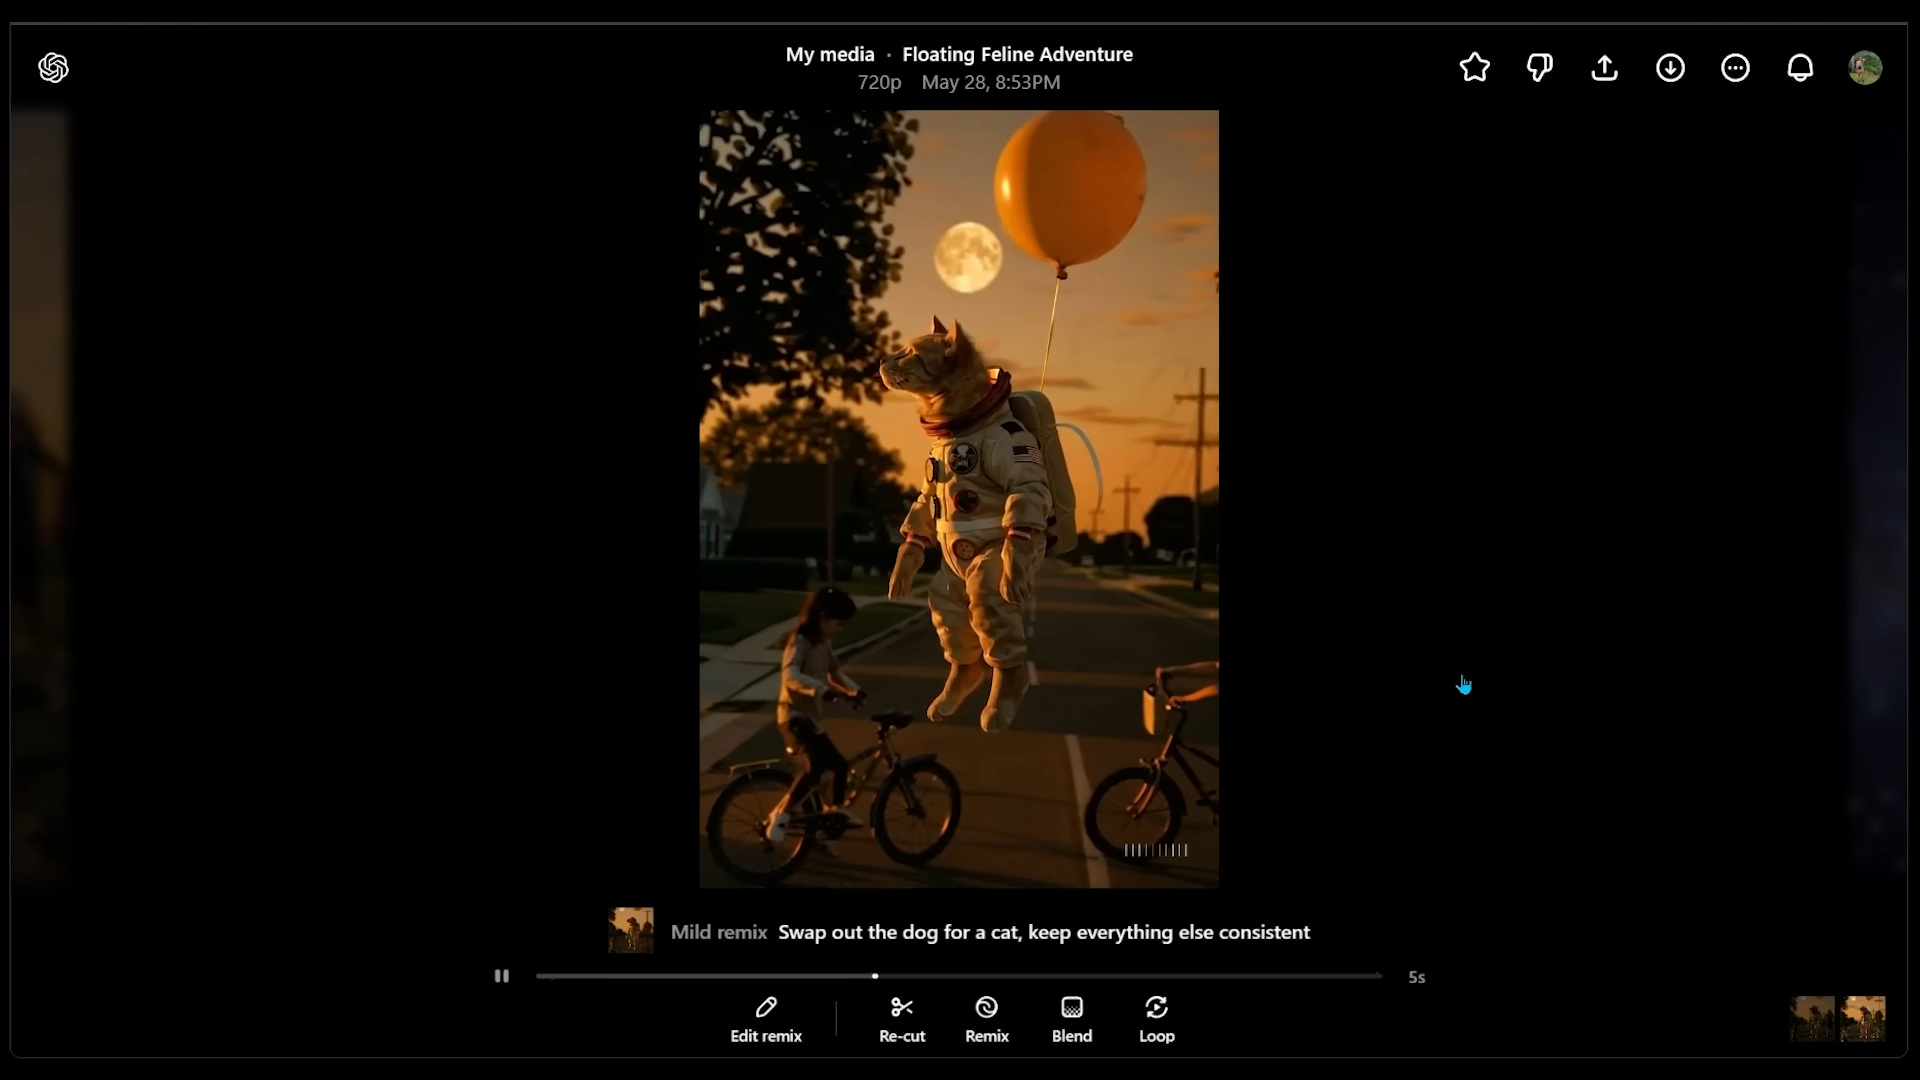 My media · Floating Feline Adventure
720p May 28, 8:53PM
Mild remix Swap out the dog for a cat, keep everything else consistent
5s
Edit remix
Re-cut
Remix
Blend
Loop